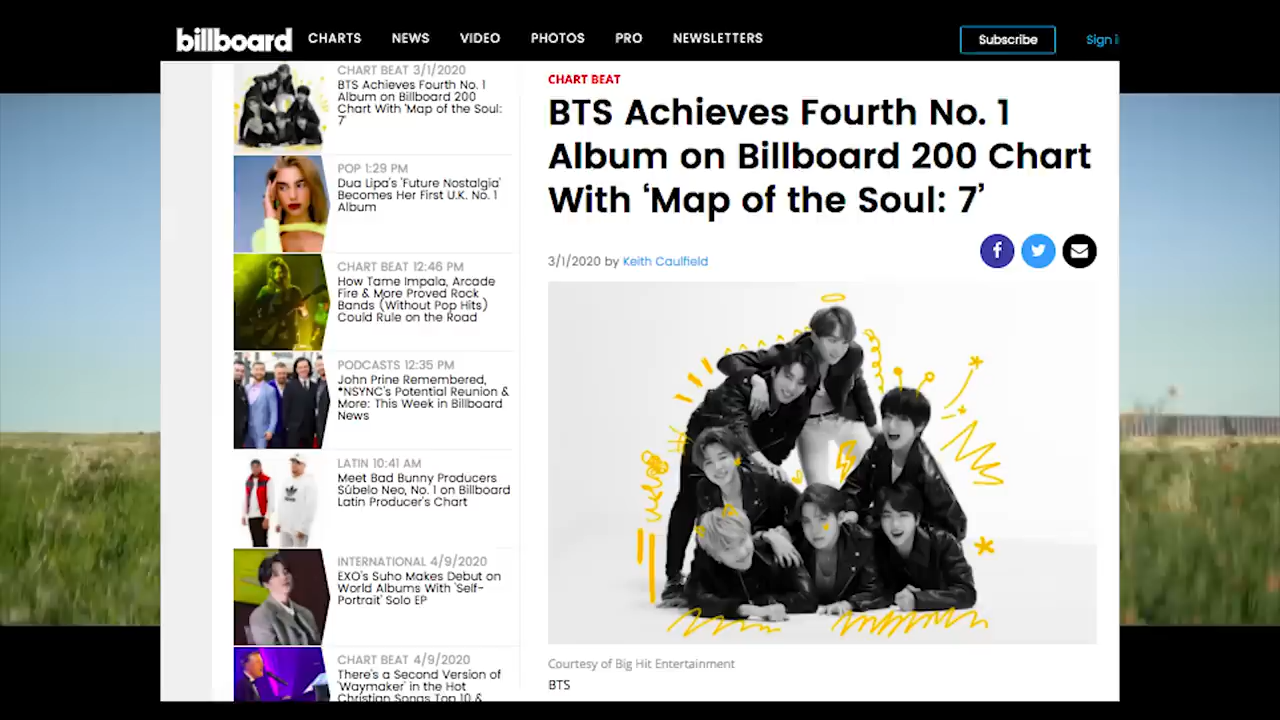 billboard
CHARTS
NEWS
VIDEO
PHOTOS
PRO
NEWSLETTERS
Subscribe
Sign i
CHART BEAT 3/1/2020
BTS Achieves Fourth No. 1
Album on Billboard 200
Chart With 'Map of the Soul:
7'
POP 1:29 PM
Dua Lipa's 'Future Nostalgia'
Becomes Her First U.K. No. 1
Album
CHART BEAT 12:46 PM
How Tame Impala, Arcade
Fire & More Proved Rock
Bands (Without Pop Hits)
Could Rule on the Road
PODCASTS 12:35 PM
John Prine Remembered,
*NSYNC's Potential Reunion &
More: This Week in Billboard
News
LATIN 10:41 AM
Meet Bad Bunny Producers
Súbelo Neo, No. 1 on Billboard
Latin Producer's Chart
INTERNATIONAL 4/9/2020
EXO's Suho Makes Debut on
World Albums With 'Self-
Portrait' Solo EP
CHART BEAT 4/9/2020
There's a Second Version of
'Waymaker' in the Hot
Christian Songs Top 10 &
CHART BEAT
BTS Achieves Fourth No. 1
Album on Billboard 200 Chart
With ‘Map of the Soul: 7’
3/1/2020 by Keith Caulfield
Courtesy of Big Hit Entertainment
BTS